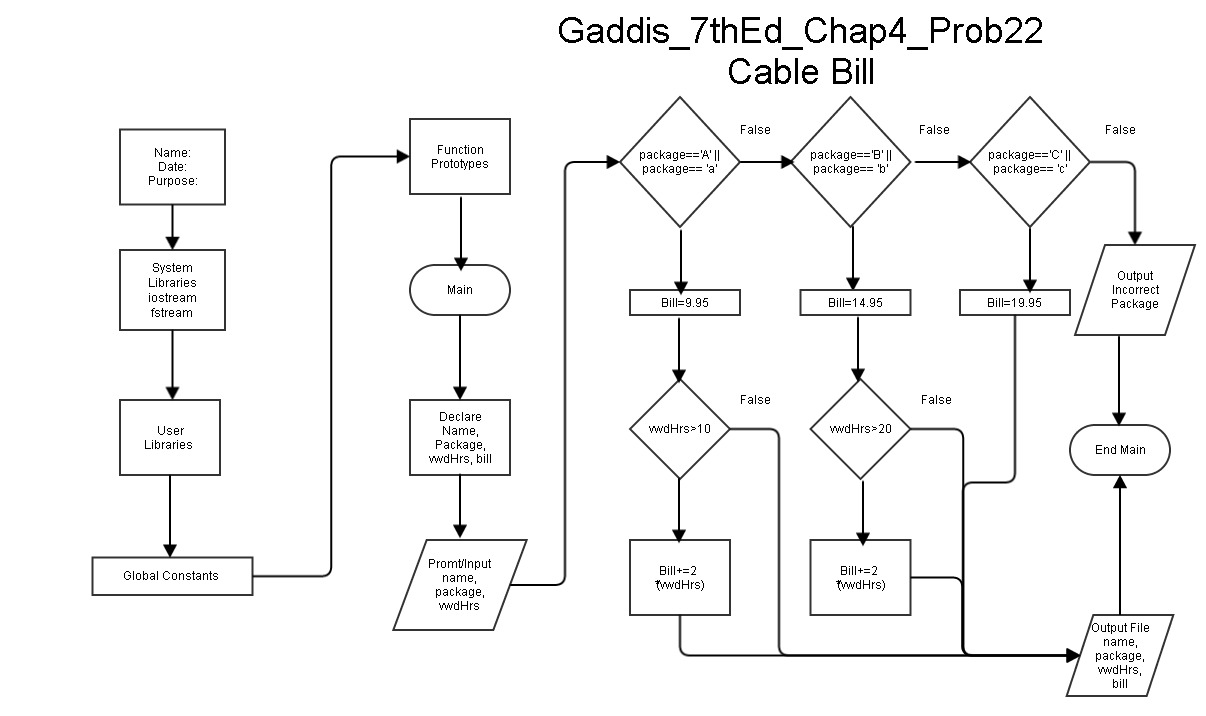 Gaddis_7thEd_Chap4_Prob22
Cable Bill
Name:
Date:
Purpose:
System
Libraries
iostream
fstream
User
Libraries
Global Constants
Function
Prototypes
Main
Declare
Name,
Package,
vwdHrs, bill
Promt/Input
name,
package,
vwdHrs
package=='A' ||
package== 'a'
False
package=='B' ||
package== 'b'
False
package=='C' ||
package== 'c'
False
Bill=9.95
Bill=14.95
Bill=19.95
Output
Incorrect
Package
vwdHrs>10
False
vwdHrs>20
False
End Main
Bill+=2
*(vwdHrs)
Bill+=2
*(vwdHrs)
Output File
name,
package,
vwdHrs,
bill